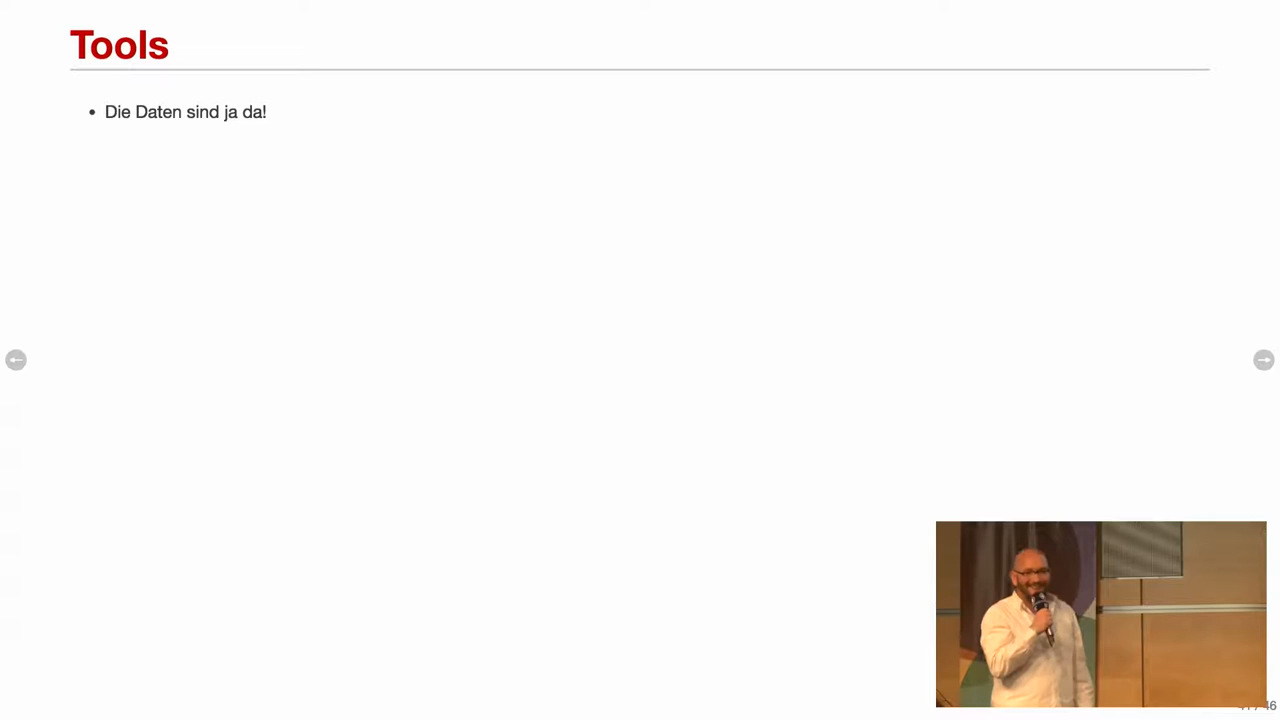 Tools
• Die Daten sind ja da!